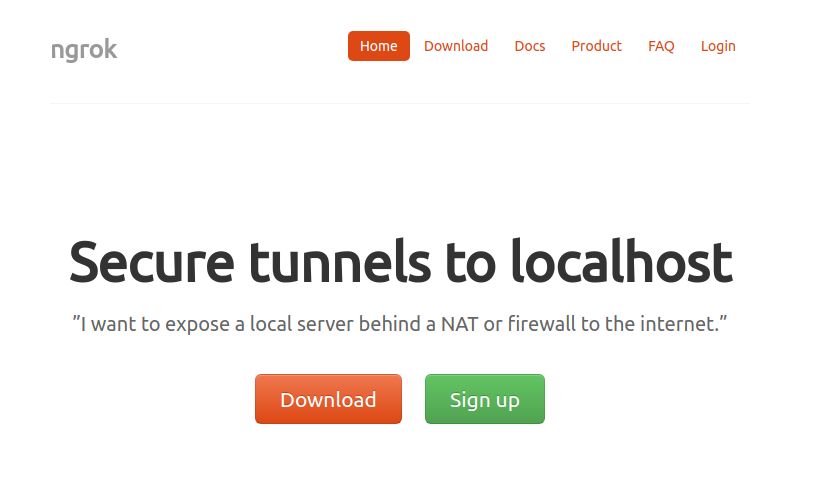 ngrok
Home Download Docs Product FAQ Login
Secure tunnels to localhost
”I want to expose a local server behind a NAT or firewall to the internet.”
Download Sign up